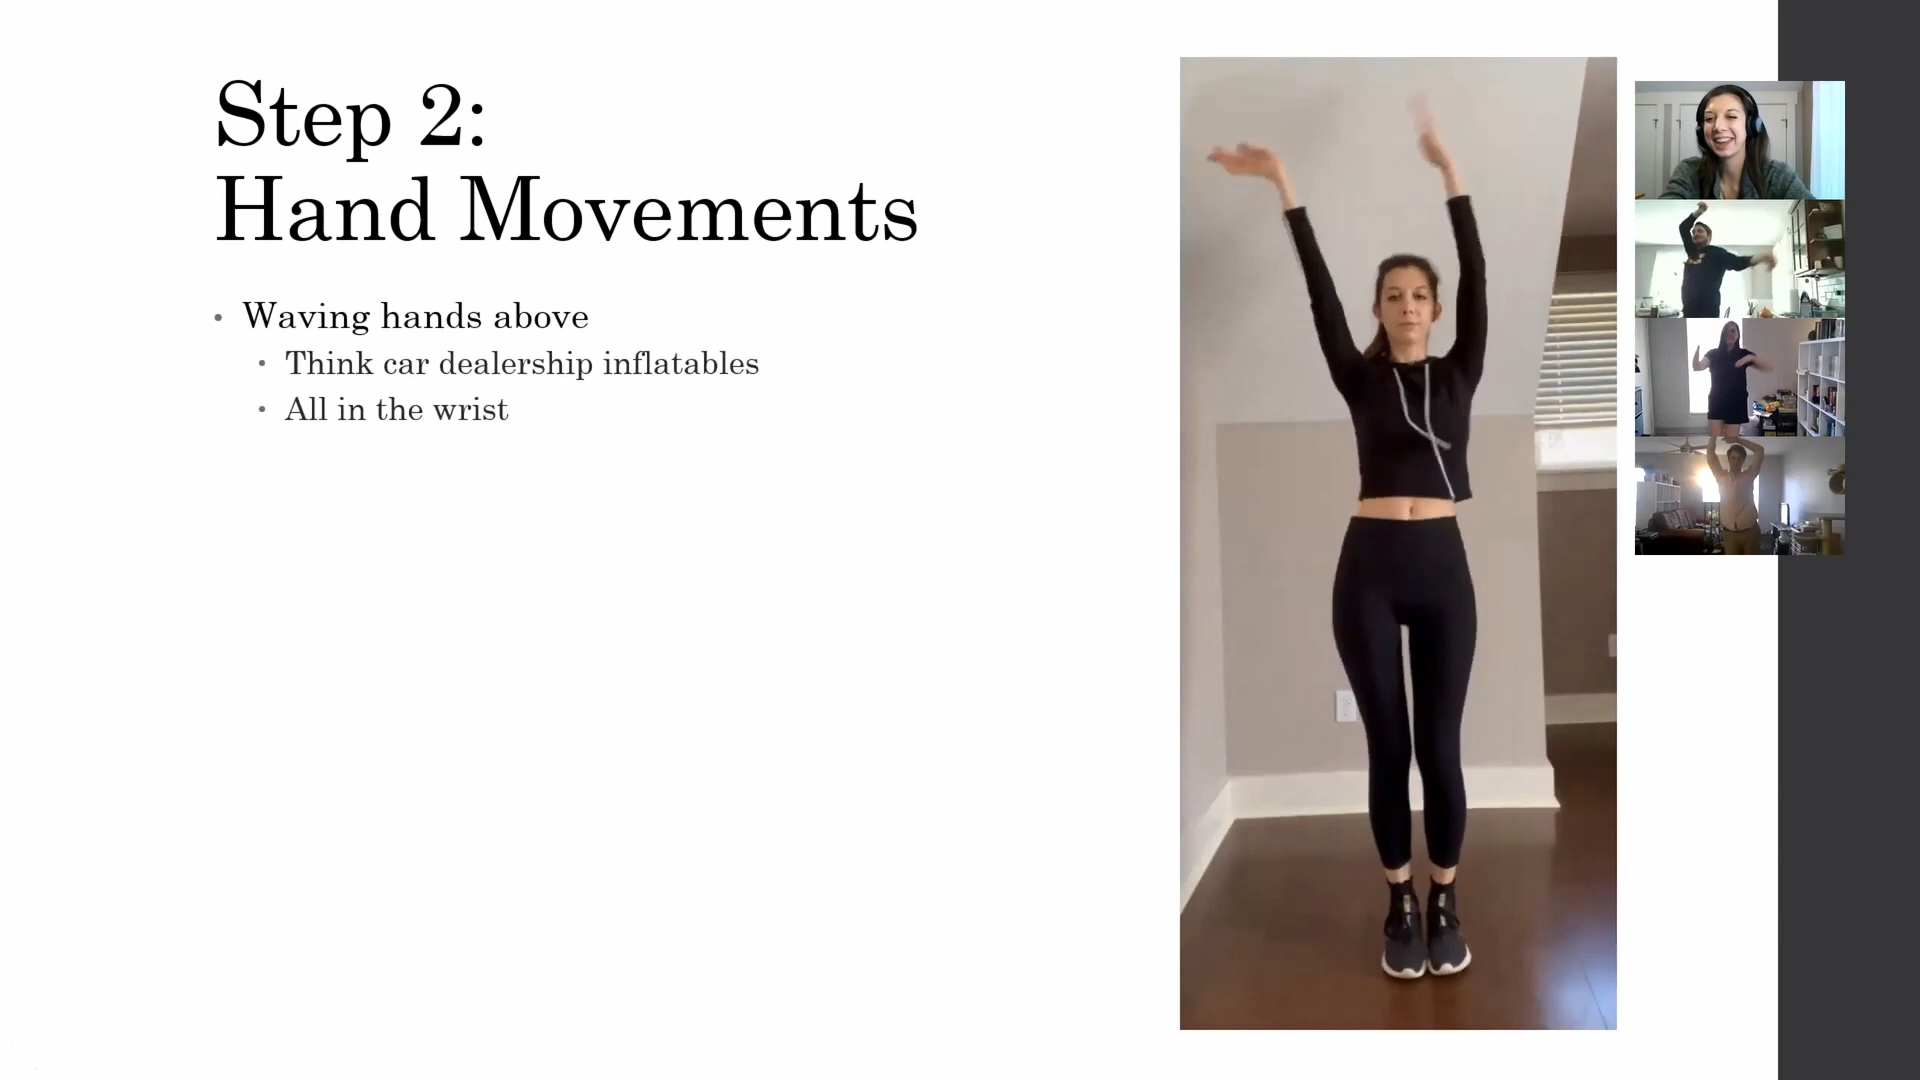 Step 2:
Hand Movements
• Waving hands above
• Think car dealership inflatables
• All in the wrist